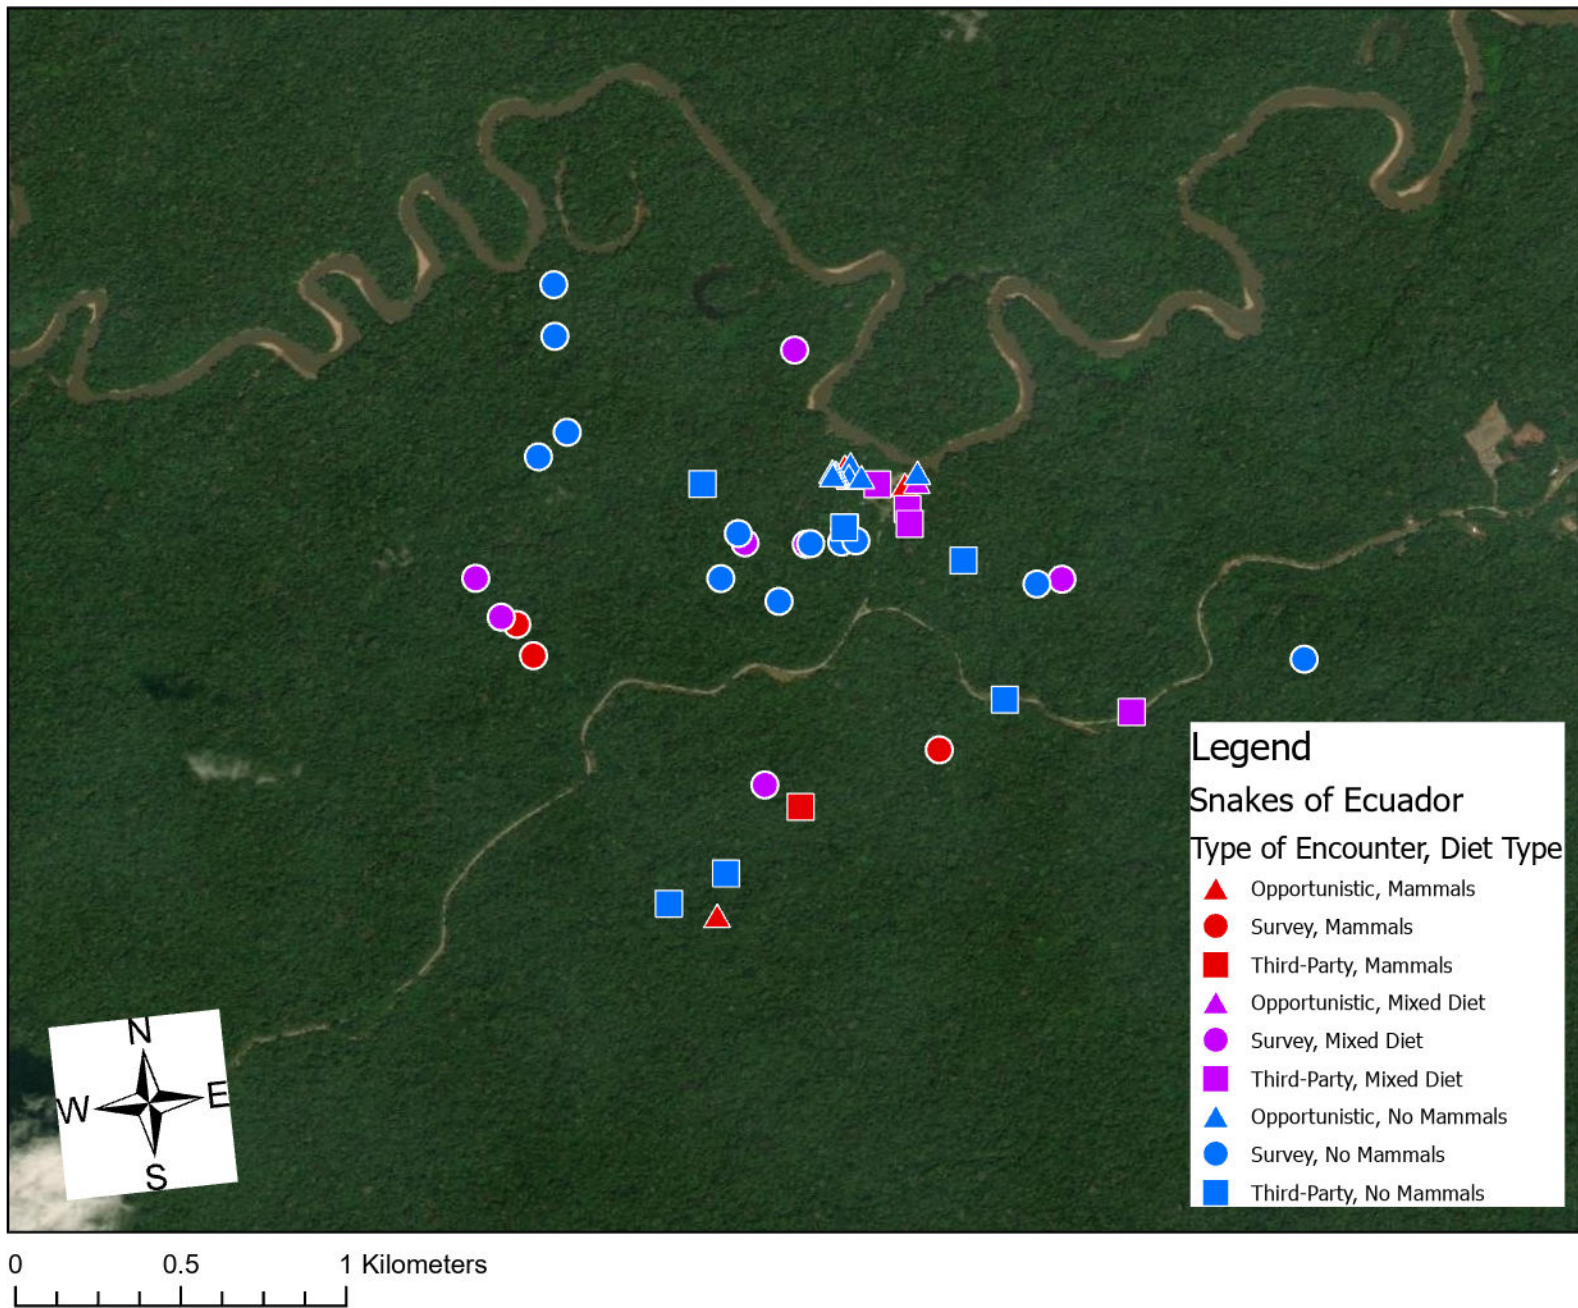 N
W E
S
Legend
Snakes of Ecuador
Type of Encounter, Diet Type
Opportunistic, Mammals
Survey, Mammals
Third-Party, Mammals
Opportunistic, Mixed Diet
Survey, Mixed Diet
Third-Party, Mixed Diet
Opportunistic, No Mammals
Survey, No Mammals
Third-Party, No Mammals
0 0.5 1 Kilometers